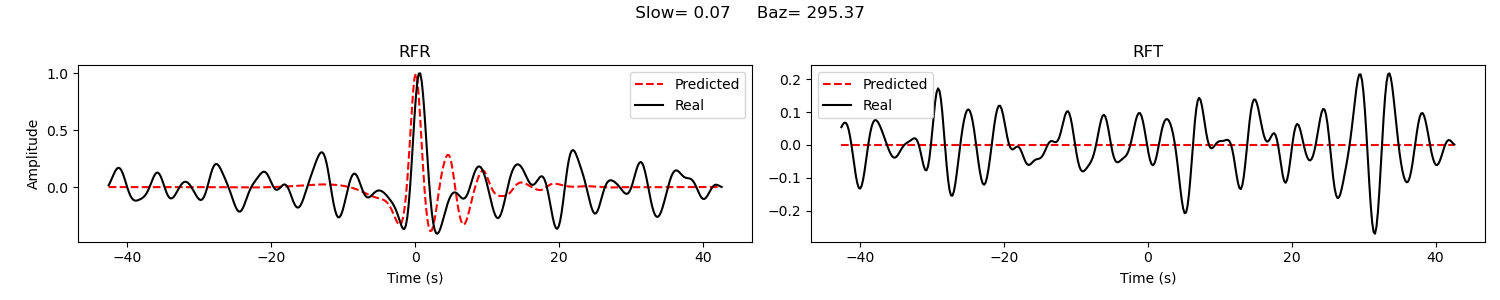 Slow= 0.07 Baz= 295.37
RFR
Amplitude
1.0
0.5
0.0
Predicted
Real
−40 −20 0 20 40
Time (s)
RFT
0.2
0.1
0.0
−0.1
−0.2
Predicted
Real
−40 −20 0 20 40
Time (s)